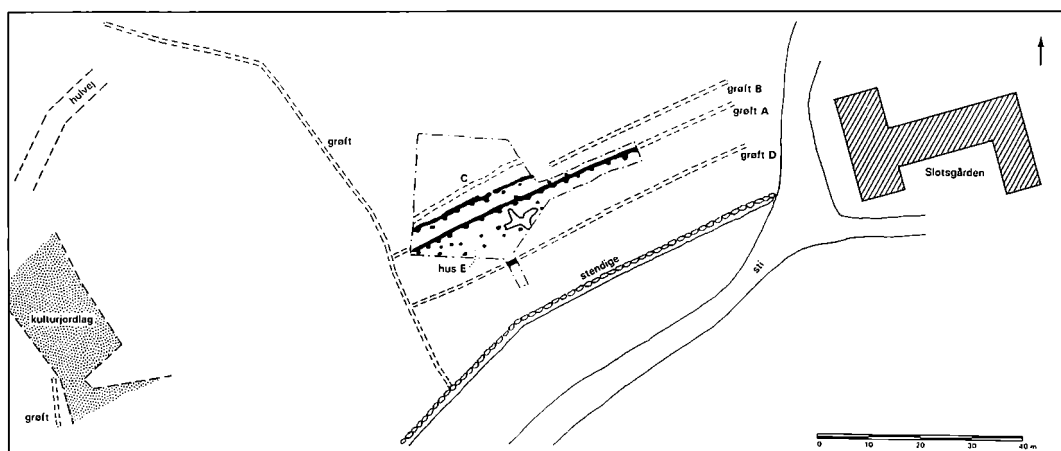 hulvej
grøft
grøft B
grøft A
grøft D
C
Slotsgården
hus E
stendige
sti
kulturjordlag
grøft
0 10 20 30 40 m